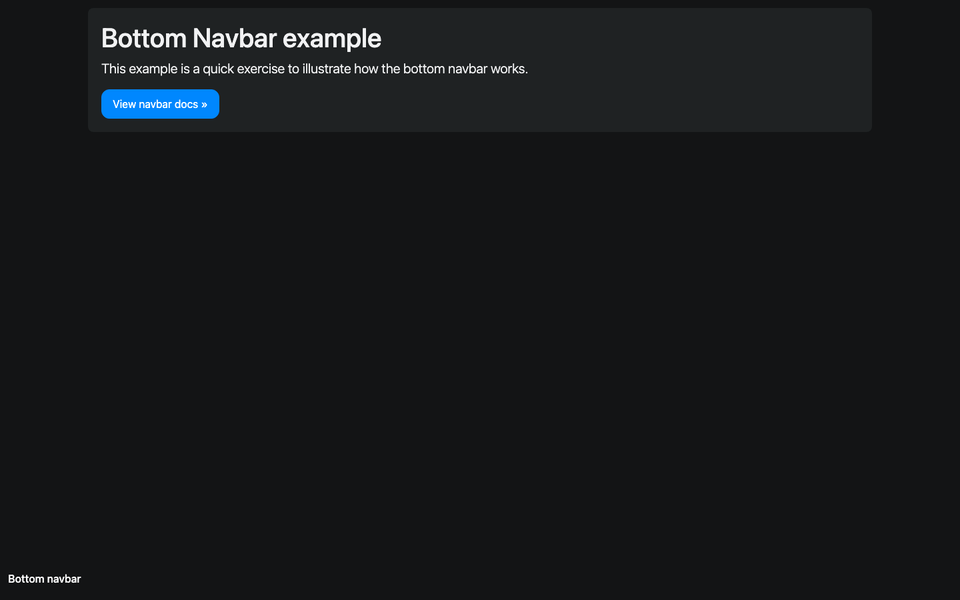 Bottom Navbar example
This example is a quick exercise to illustrate how the bottom navbar works.
View navbar docs »
Bottom navbar